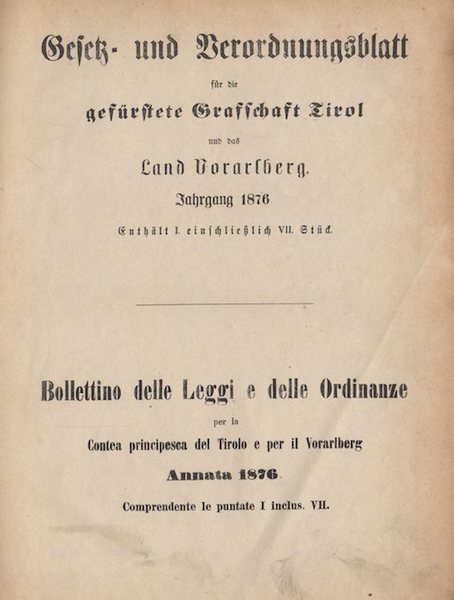 Gesetz- und Verordnungsblatt
für die
gefürstete Grafschaft Tirol
und das
Land Vorarlberg.
Jahrgang 1876
Enthält I. einschließlich VII. Stück.
Bollettino delle Leggi e delle Ordinanze
per la
Contea principesca del Tirolo e per il Vorarlberg
Annata 1876.
Comprendente le puntate I inclus. VII.